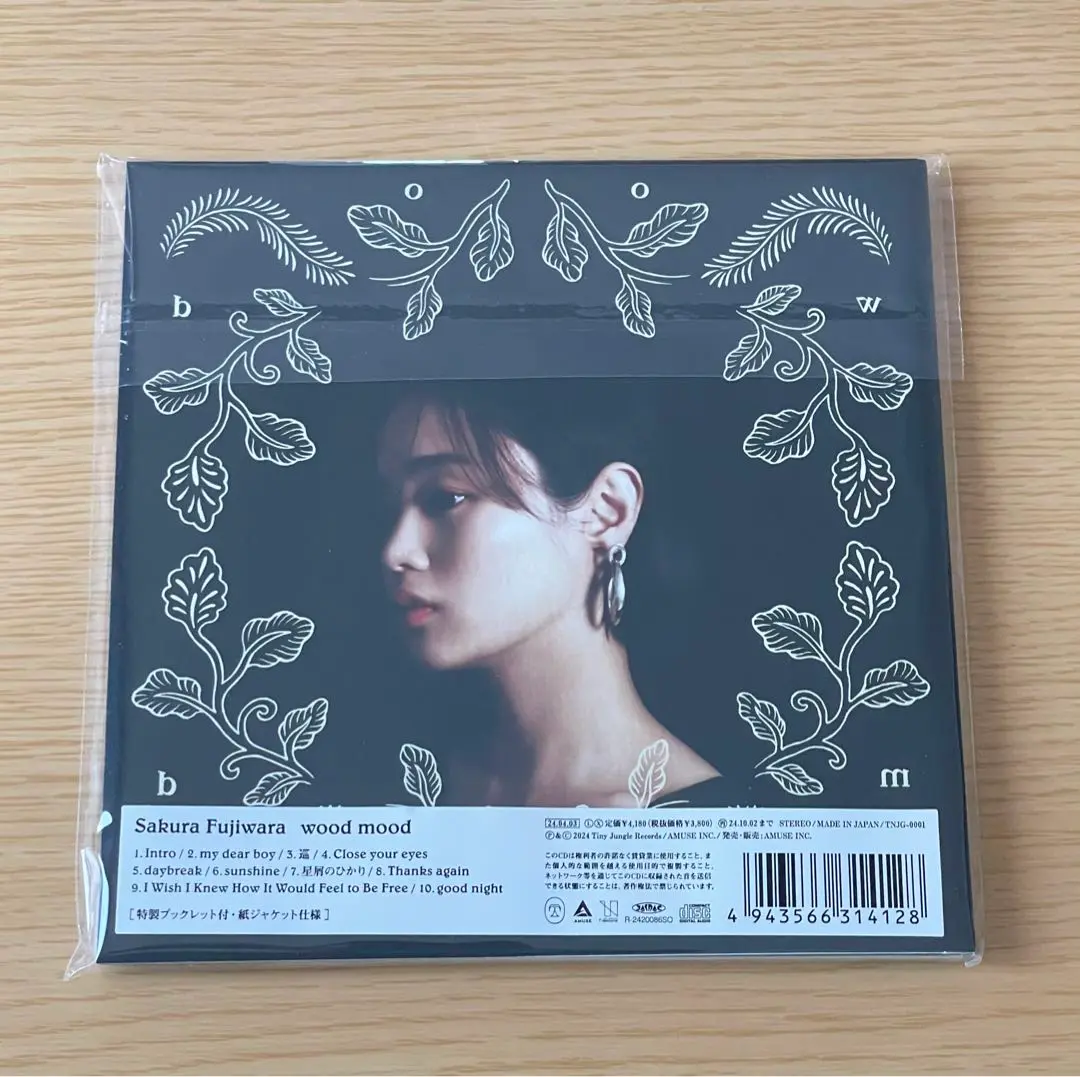 o o
b w
b m
Sakura Fujiwara wood mood
1. Intro / 2. my dear boy / 3. 巡 / 4. Close your eyes
5. daybreak / 6. sunshine / 7. 星屑のひかり / 8. Thanks again
9. I Wish I Knew How It Would Feel to Be Free / 10. good night
[特製ブックレット付・紙ジャケット仕様]
24.04.03 Ⓛ Ⓧ 定価¥4,180(税抜価格¥3,800) 24.10.02まで STEREO/MADE IN JAPAN/TNJG-0001
Ⓟ&Ⓒ 2024 Tiny Jungle Records/AMUSE INC./発売・販売:AMUSE INC.
このCDは権利者の許諾なく賃貸業に使用すること、ま
た個人的な範囲を越える使用目的で複製すること、
ネットワーク等を通じてこのCDに収録された音を送信
できる状態にすることは、著作権法で禁じられています。
AMUSE
JASRAC
R-2420086SO
COMPACT disc DIGITAL AUDIO
4 943566 314128